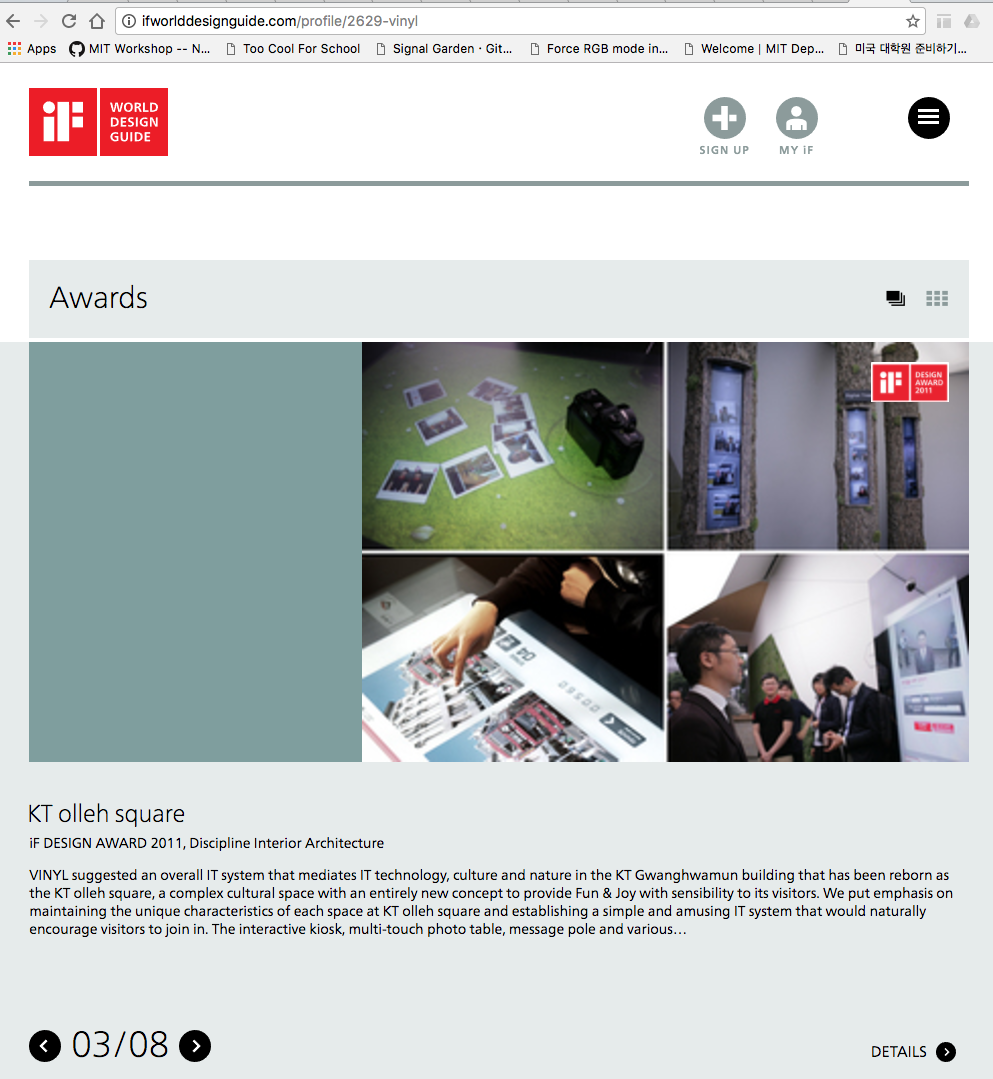 ifworlddesignguide.com/profile/2629-vinyl
Apps MIT Workshop -- N... Too Cool For School Signal Garden · Git... Force RGB mode in... Welcome | MIT Dep... 미국 대학원 준비하기...
iF WORLD
DESIGN
GUIDE
SIGN UP MY iF
Awards
iF DESIGN
AWARD
2011
KT olleh square
iF DESIGN AWARD 2011, Discipline Interior Architecture
VINYL suggested an overall IT system that mediates IT technology, culture and nature in the KT Gwanghwamun building that has been reborn as
the KT olleh square, a complex cultural space with an entirely new concept to provide Fun & Joy with sensibility to its visitors. We put emphasis on
maintaining the unique characteristics of each space at KT olleh square and establishing a simple and amusing IT system that would naturally
encourage visitors to join in. The interactive kiosk, multi-touch photo table, message pole and various...
03/08
DETAILS